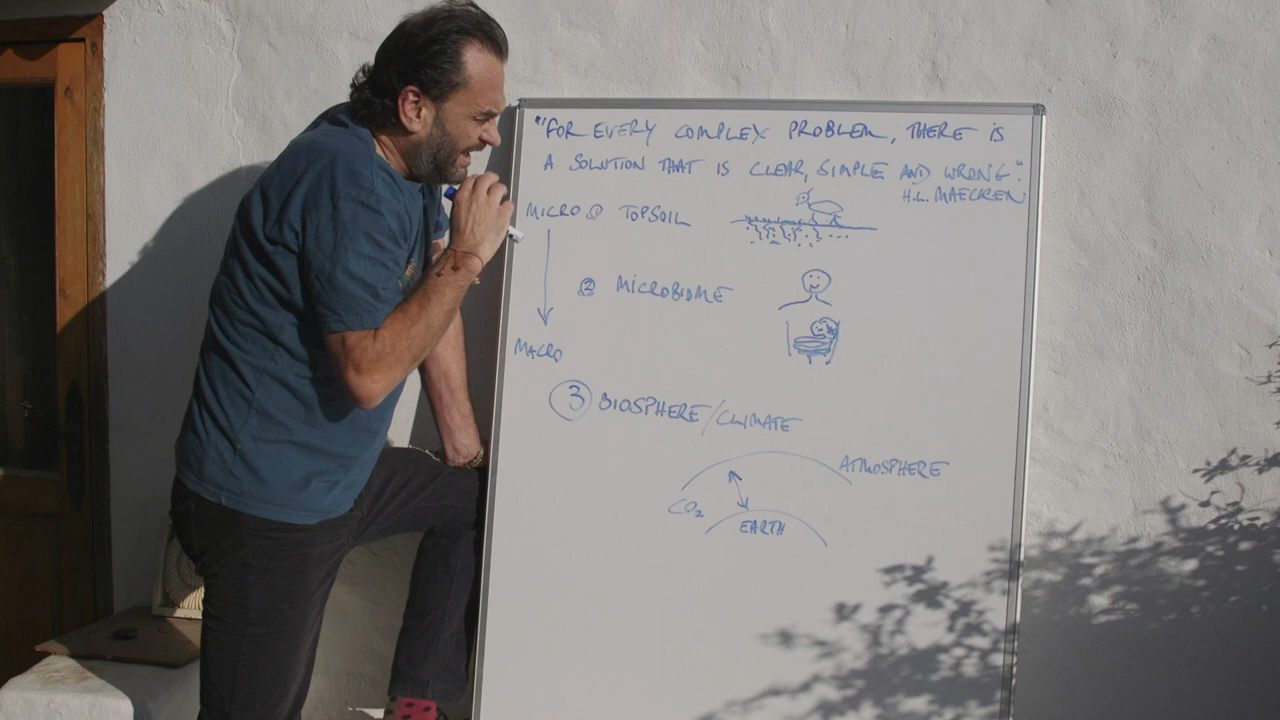 "FOR EVERY COMPLEX PROBLEM, THERE IS
A SOLUTION THAT IS CLEAR, SIMPLE AND WRONG".
H.L. MAECKREN
MICRO ① TOPSOIL
② MICROBIOME
MACRO
③ BIOSPHERE/CLIMATE
ATMOSPHERE
CO₂
EARTH